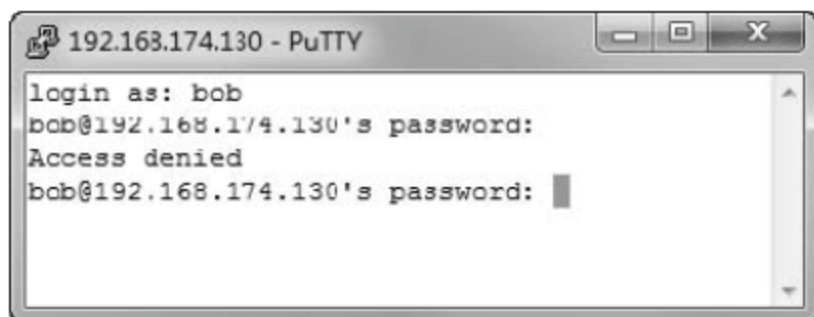 192.168.174.130 - PuTTY
login as: bob
bob@192.168.174.130's password:
Access denied
bob@192.168.174.130's password: